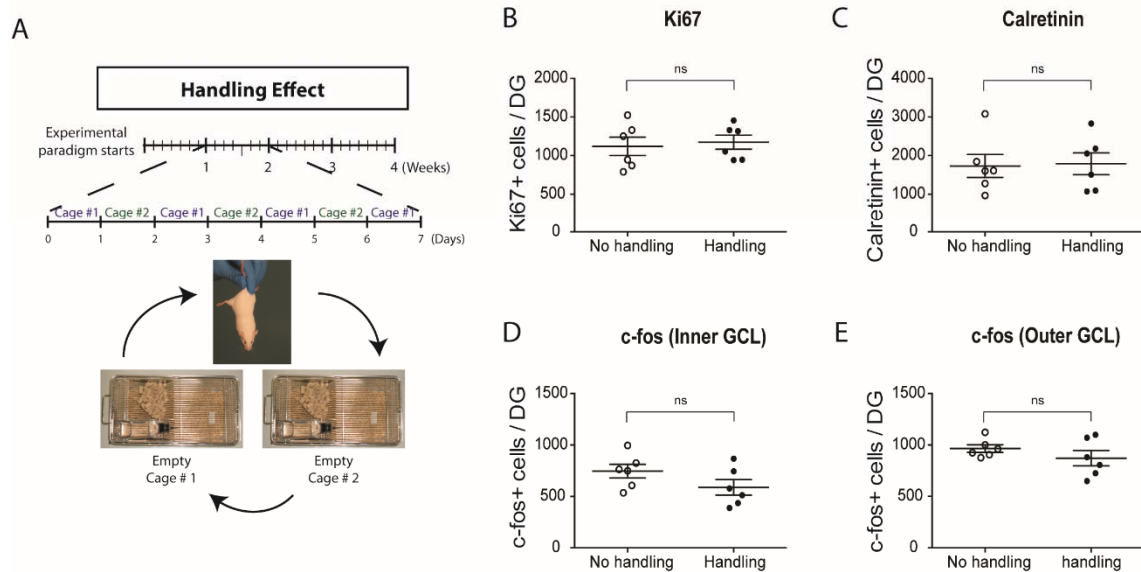 A
Handling Effect
Experimental
paradigm starts
1 2 3 4 (Weeks)
Cage #1 Cage #2 Cage #1 Cage #2 Cage #1 Cage #2 Cage #1
0 1 2 3 4 5 6 7 (Days)
Empty
Cage # 1
Empty
Cage # 2
B
Ki67
ns
Ki67+ cells / DG
2000
1500
1000
500
0
No handling Handling
C
Calretinin
ns
Calretinin+ cells / DG
4000
3000
2000
1000
0
No handling Handling
D
c-fos (Inner GCL)
ns
c-fos+ cells / DG
1500
1000
500
0
No handling Handling
E
c-fos (Outer GCL)
ns
c-fos+ cells / DG
1500
1000
500
0
No handling handling